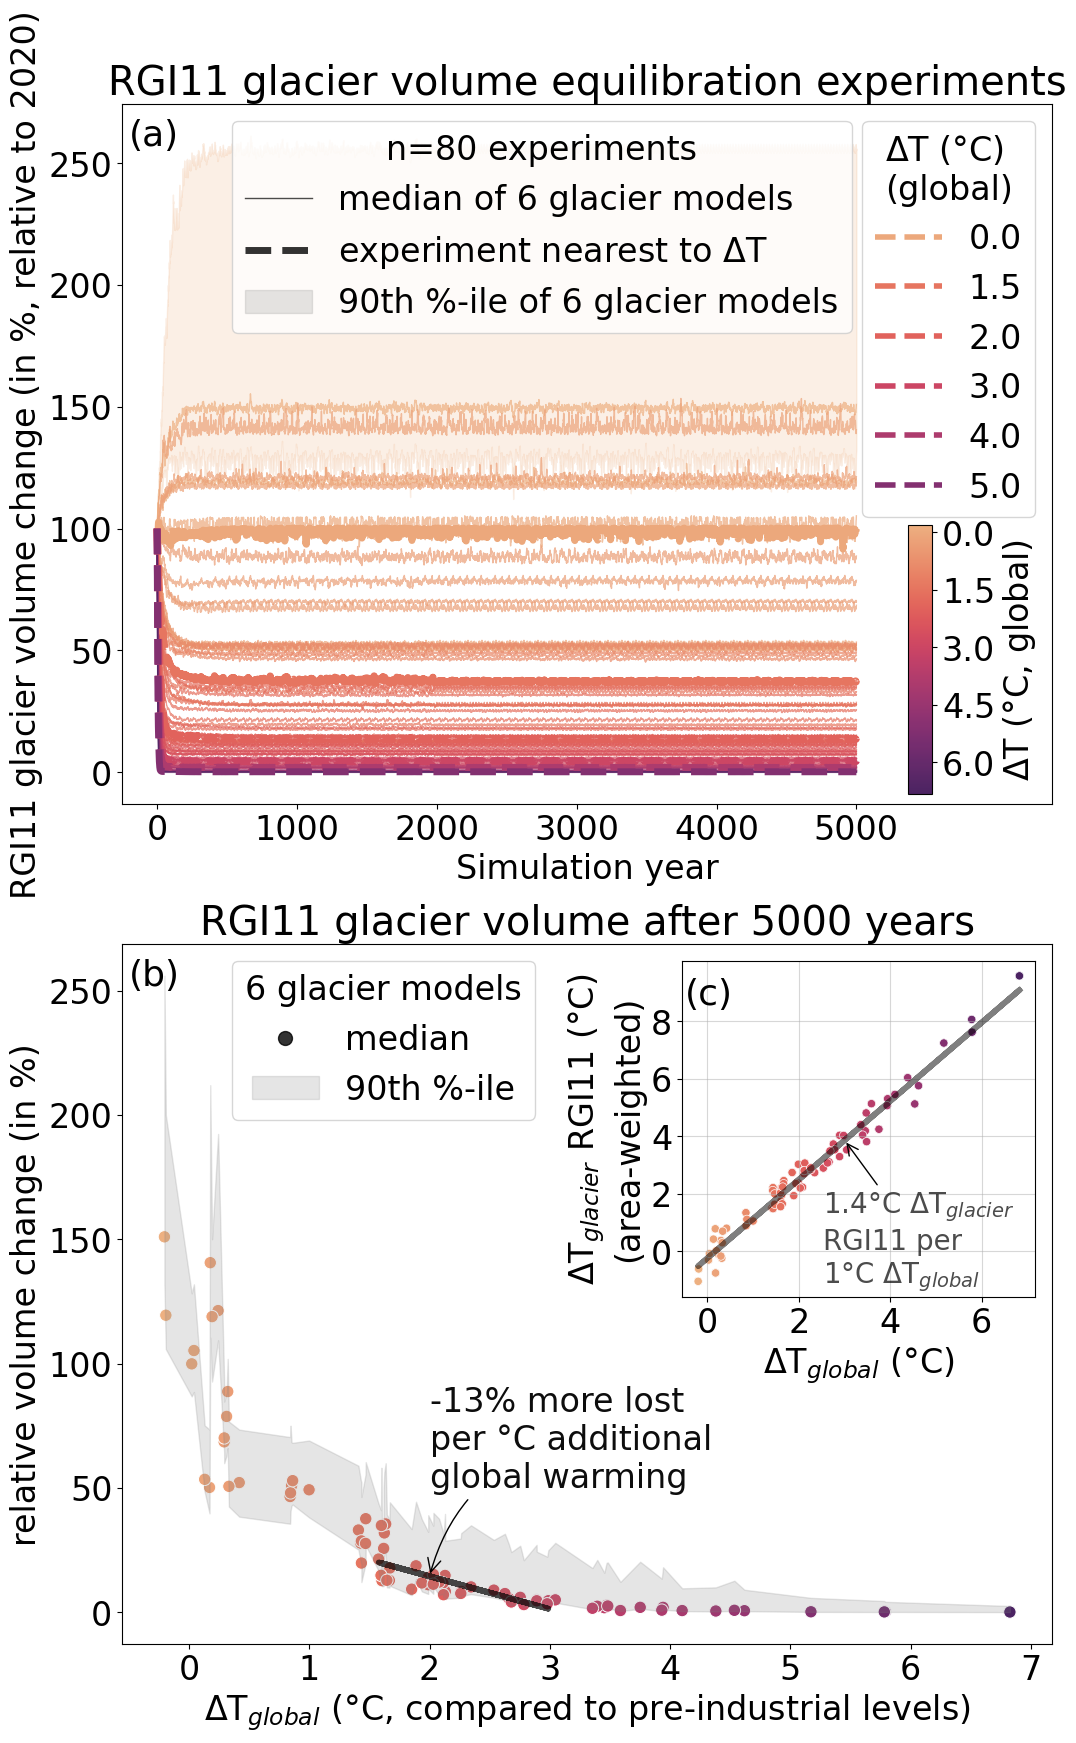 RGI11 glacier volume equilibration experiments
(a)
RGI11 glacier volume change (in %, relative to 2020)
250
200
150
100
50
0
n=80 experiments
median of 6 glacier models
experiment nearest to ΔT
90th %-ile of 6 glacier models
ΔT (°C)
(global)
0.0
1.5
2.0
3.0
4.0
5.0
0.0
1.5
3.0
4.5
6.0
ΔT (°C, global)
0 1000 2000 3000 4000 5000
Simulation year
RGI11 glacier volume after 5000 years
(b)
relative volume change (in %)
250
200
150
100
50
0
6 glacier models
median
90th %-ile
-13% more lost
per °C additional
global warming
(c)
ΔTglacier RGI11 (°C)
(area-weighted)
8
6
4
2
0
1.4°C ΔTglacier
RGI11 per
1°C ΔTglobal
0 2 4 6
ΔTglobal (°C)
0 1 2 3 4 5 6 7
ΔTglobal (°C, compared to pre-industrial levels)